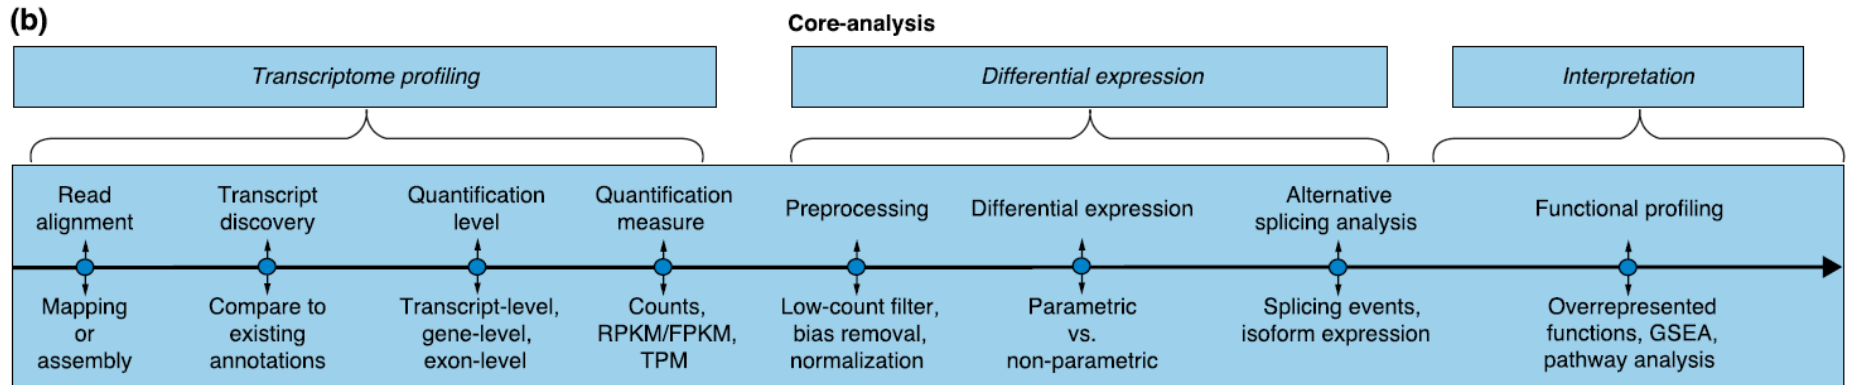 (b)
Core-analysis
Transcriptome profiling
Differential expression
Interpretation
Read
alignment
Transcript
discovery
Quantification
level
Quantification
measure
Preprocessing
Differential expression
Alternative
splicing analysis
Functional profiling
Mapping
or
assembly
Compare to
existing
annotations
Transcript-level,
gene-level,
exon-level
Counts,
RPKM/FPKM,
TPM
Low-count filter,
bias removal,
normalization
Parametric
vs.
non-parametric
Splicing events,
isoform expression
Overrepresented
functions, GSEA,
pathway analysis